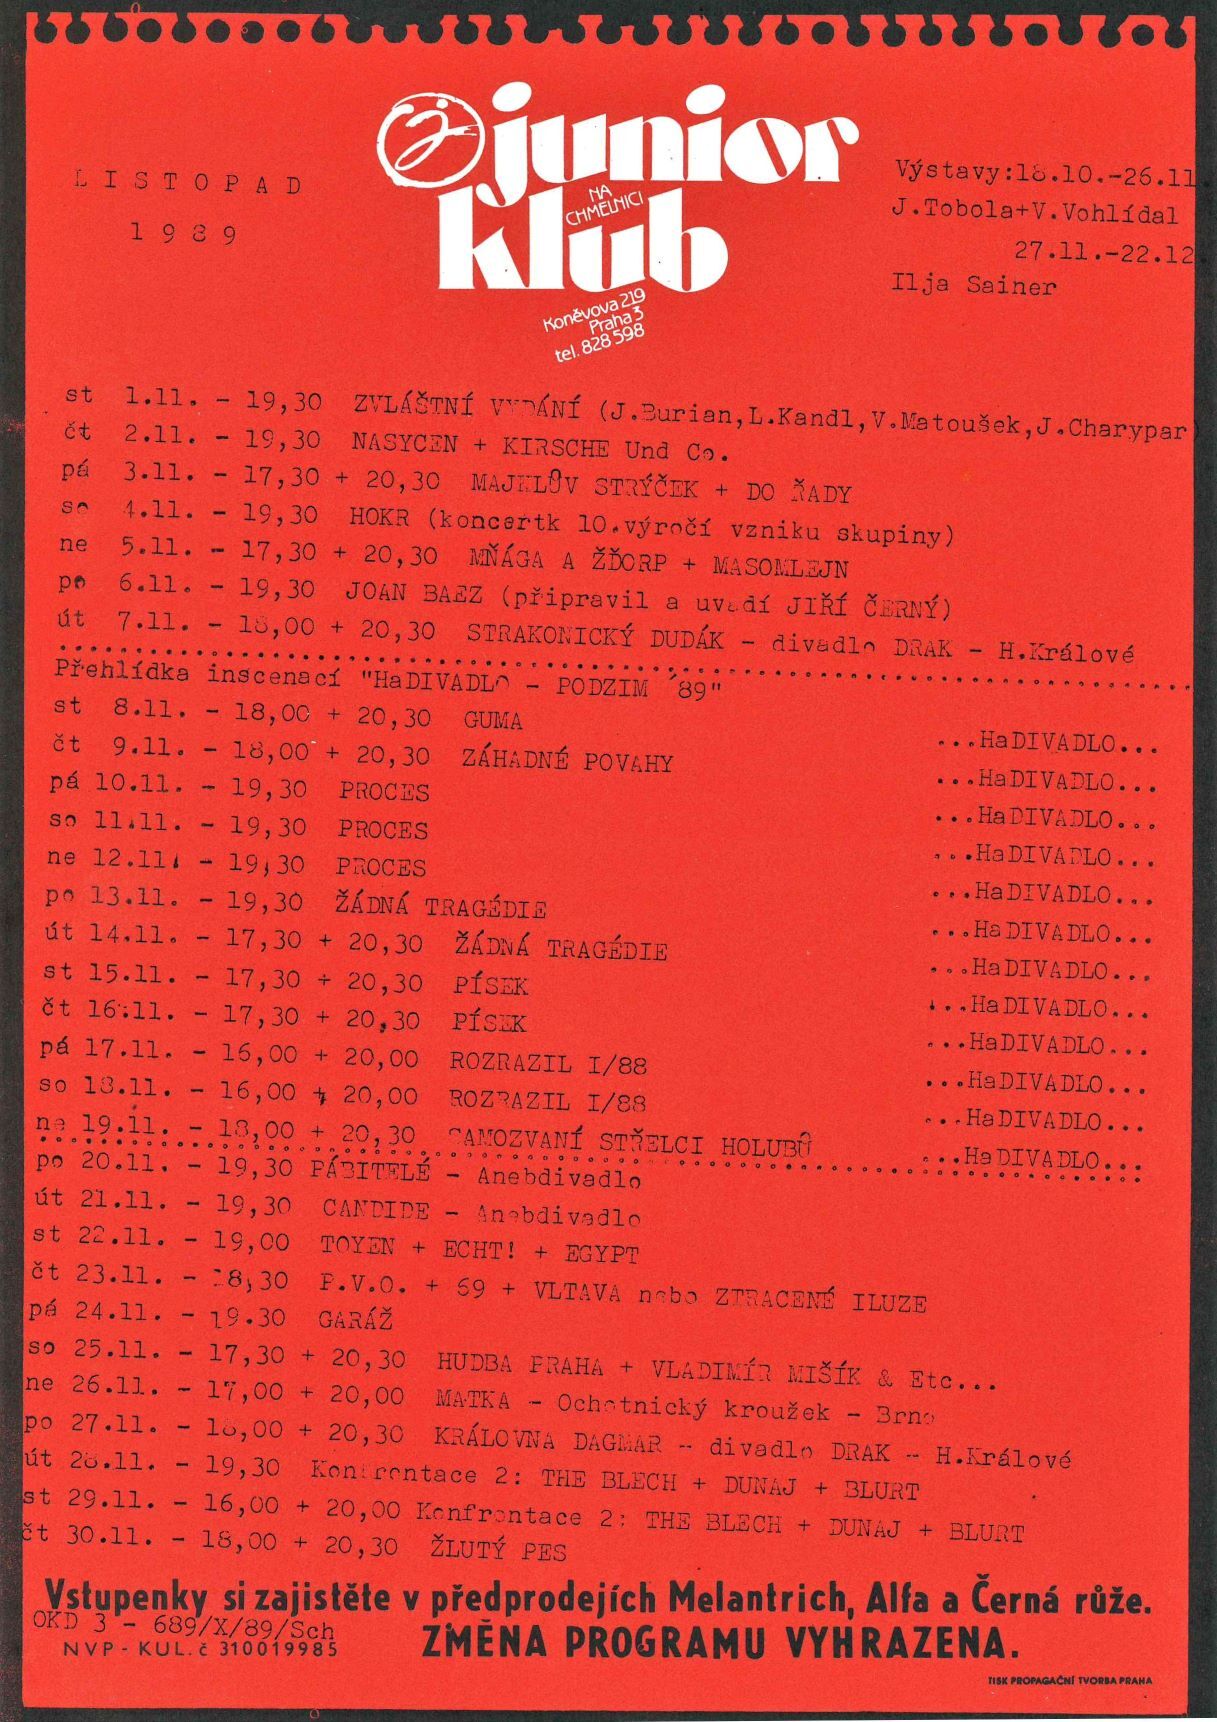 LISTOPAD
1989
junior
klub
NA
CHMELNICI
Koněvova 219
Praha 3
tel. 828 598
Výstavy:18.10.-26.11
J.Tobola+V.Vohlídal
27.11.-22.12
Ilja Sainer
st 1.11. - 19,30 ZVLÁŠTNÍ VYDÁNÍ (J.Burian,L.Kandl,V.Matoušek,J.Charypar)
čt 2.11. - 19,30 NASYCEN + KIRSCHE Und Co.
pá 3.11. - 17,30 + 20,30 MAJKLŮV STRÝČEK + DO ŘADY
so 4.11. - 19,30 HOKR (koncertk 10.výročí vzniku skupiny)
ne 5.11. - 17,30 + 20,30 MŇÁGA A ŽĎORP + MASOMLEJN
po 6.11. - 19,30 JOAN BAEZ (připravil a uvádí JIŘÍ ČERNÝ)
út 7.11. - 18,00 + 20,30 STRAKONICKÝ DUDÁK - divadlo DRAK - H.Králové
Přehlídka inscenací "HaDIVADLO - PODZIM ´89"
st 8.11. - 18,00 + 20,30 GUMA ...HaDIVADLO...
čt 9.11. - 18,00 + 20,30 ZÁHADNÉ POVAHY ...HaDIVADLO...
pá 10.11. - 19,30 PROCES ...HaDIVADLO...
so 11.11. - 19,30 PROCES ...HaDIVADLO...
ne 12.11. - 19,30 PROCES ...HaDIVADLO...
po 13.11. - 19,30 ŽÁDNÁ TRAGÉDIE ...HaDIVADLO...
út 14.11. - 17,30 + 20,30 ŽÁDNÁ TRAGÉDIE ...HaDIVADLO...
st 15.11. - 17,30 + 20,30 PÍSEK ...HaDIVADLO...
čt 16.11. - 17,30 + 20,30 PÍSEK ...HaDIVADLO...
pá 17.11. - 16,00 + 20,00 ROZRAZIL I/88 ...HaDIVADLO...
so 18.11. - 16,00 + 20,00 ROZRAZIL I/88 ...HaDIVADLO...
ne 19.11. - 18,00 + 20,30 SAMOZVANÍ STŘELCI HOLUBŮ ...HaDIVADLO...
po 20.11. - 19,30 PÁBITELÉ - Anebdivadlo
út 21.11. - 19,30 CANDIDE - Anebdivadlo
st 22.11. - 19,00 TOYEN + ECHT! + EGYPT
čt 23.11. - 18,30 P.V.O. + 69 + VLTAVA nebo ZTRACENÉ ILUZE
pá 24.11. - 19.30 GARÁŽ
so 25.11. - 17,30 + 20,30 HUDBA PRAHA + VLADIMÍR MIŠÍK & Etc...
ne 26.11. - 17,00 + 20,00 MATKA - Ochotnický kroužek - Brno
po 27.11. - 18,00 + 20,30 KRÁLOVNA DAGMAR - divadlo DRAK - H.Králové
út 28.11. - 19,30 Konfrontace 2: THE BLECH + DUNAJ + BLURT
st 29.11. - 16,00 + 20,00 Konfrontace 2: THE BLECH + DUNAJ + BLURT
čt 30.11. - 18,00 + 20,30 ŽLUTÝ PES
Vstupenky si zajistěte v předprodejích Melantrich, Alfa a Černá růže.
OKD 3 - 689/X/89/Sch
NVP - KUL. č 310019985
ZMĚNA PROGRAMU VYHRAZENA.
TISK PROPAGAČNÍ TVORBA PRAHA